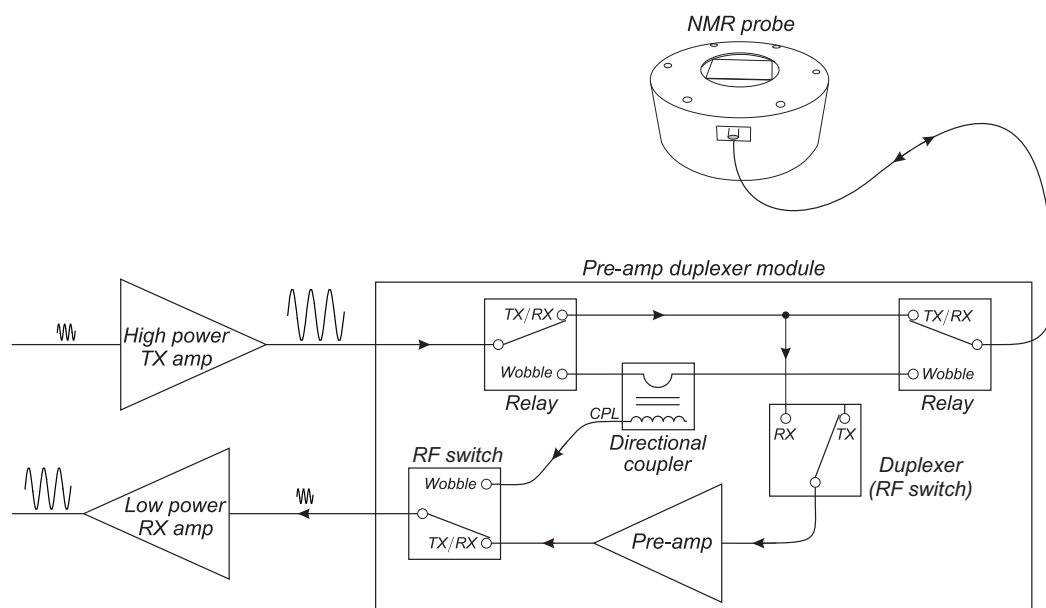 NMR probe
Pre-amp duplexer module
High power
TX amp
TX/RX
Wobble
Relay
TX/RX
Wobble
Relay
CPL
Directional
coupler
RX
TX
Duplexer
(RF switch)
RF switch
Wobble
TX/RX
Low power
RX amp
Pre-amp